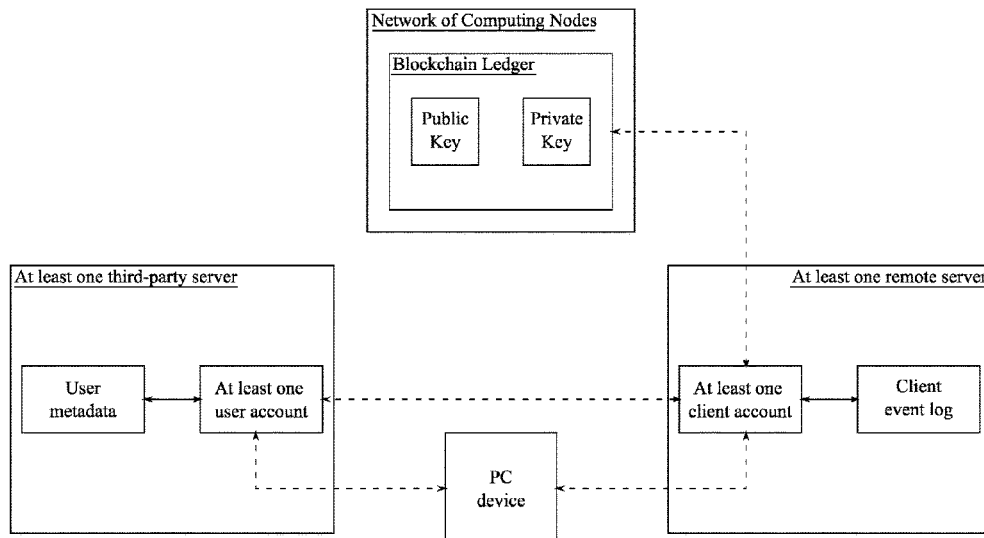 Network of Computing Nodes
Blockchain Ledger
Public
Key
Private
Key
At least one third-party server
At least one remote server
User
metadata
At least one
user account
At least one
client account
Client
event log
PC
device